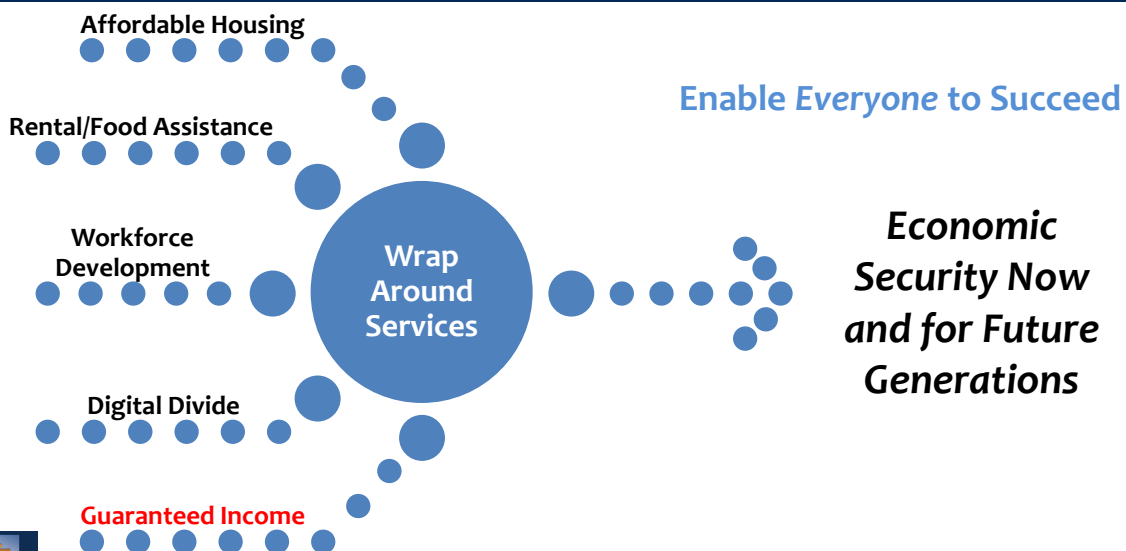 Affordable Housing
Enable Everyone to Succeed
Rental/Food Assistance
Workforce
Development
Wrap
Around
Services
Economic
Security Now
and for Future
Generations
Digital Divide
Guaranteed Income